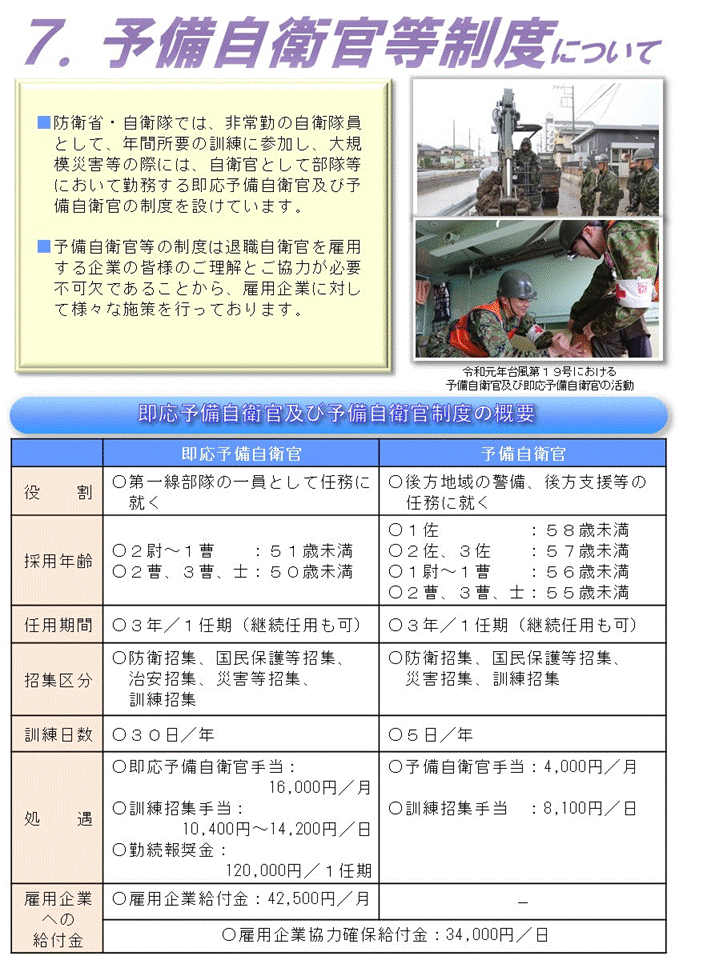 7. 予備自衛官等制度について
■防衛省・自衛隊では、非常勤の自衛隊員
として、年間所要の訓練に参加し、大規
模災害等の際には、自衛官として部隊等
において勤務する即応予備自衛官及び予
備自衛官の制度を設けています。
■予備自衛官等の制度は退職自衛官を雇用
する企業の皆様のご理解とご協力が必要
不可欠であることから、雇用企業に対し
て様々な施策を行っております。
令和元年台風第１９号における
予備自衛官及び即応予備自衛官の活動
即応予備自衛官及び予備自衛官制度の概要
即応予備自衛官 予備自衛官
役　割
○第一線部隊の一員として任務に
就く
○後方地域の警備、後方支援等の
任務に就く
採用年齢
○２尉～１曹　　：５１歳未満
○２曹、３曹、士：５０歳未満
○１佐　　　　　：５８歳未満
○２佐、３佐　　：５７歳未満
○１尉～１曹　　：５６歳未満
○２曹、３曹、士：５５歳未満
任用期間
○３年／１任期（継続任用も可）
○３年／１任期（継続任用も可）
招集区分
○防衛招集、国民保護等招集、
治安招集、災害等招集、
訓練招集
○防衛招集、国民保護等招集、
災害招集、訓練招集
訓練日数
○３０日／年
○５日／年
処　遇
○即応予備自衛官手当：
16,000円／月
○訓練招集手当：
10,400円～14,200円／日
○勤続報奨金：
120,000円／１任期
○予備自衛官手当：4,000円／月
○訓練招集手当　：8,100円／日
雇用企業
への
給付金
○雇用企業給付金：42,500円／月
－
○雇用企業協力確保給付金：34,000円／日